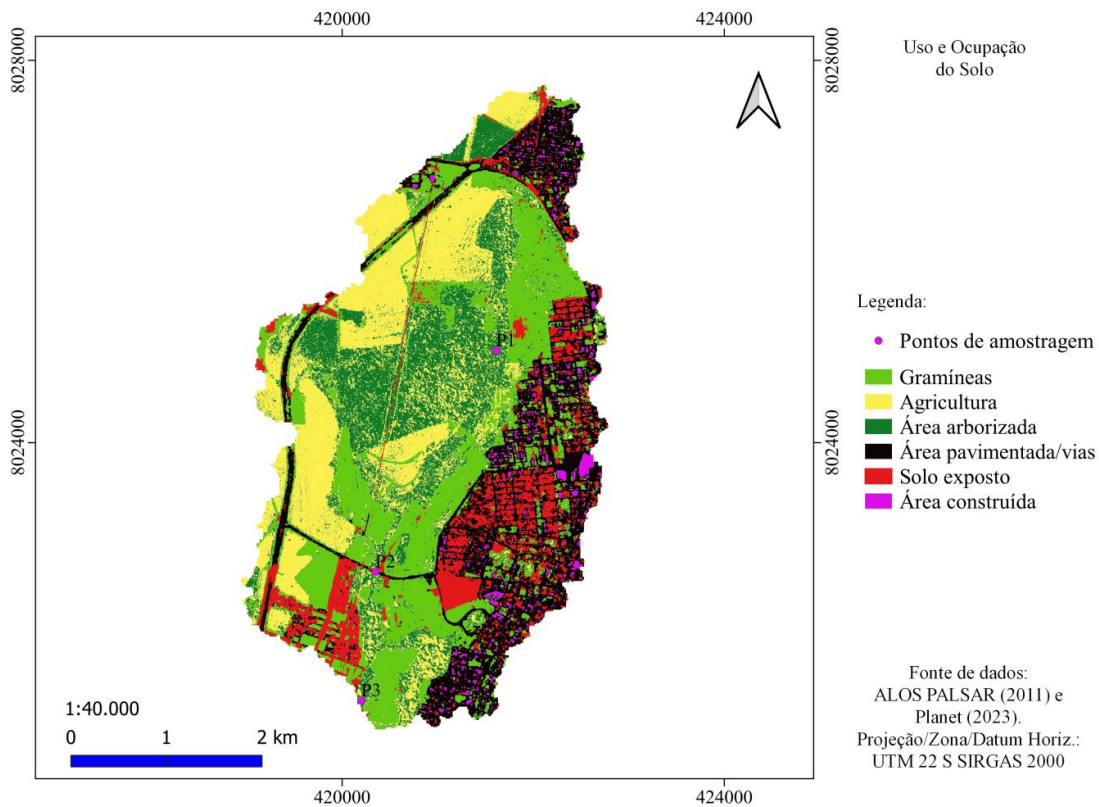 420000
424000
8028000
8028000
Uso e Ocupação
do Solo
P1
Legenda:
Pontos de amostragem
Gramíneas
Agricultura
Área arborizada
Área pavimentada/vias
Solo exposto
Área construída
8024000
8024000
P2
P3
1:40.000
0 1 2 km
Fonte de dados:
ALOS PALSAR (2011) e
Planet (2023).
Projeção/Zona/Datum Horiz.:
UTM 22 S SIRGAS 2000
420000
424000